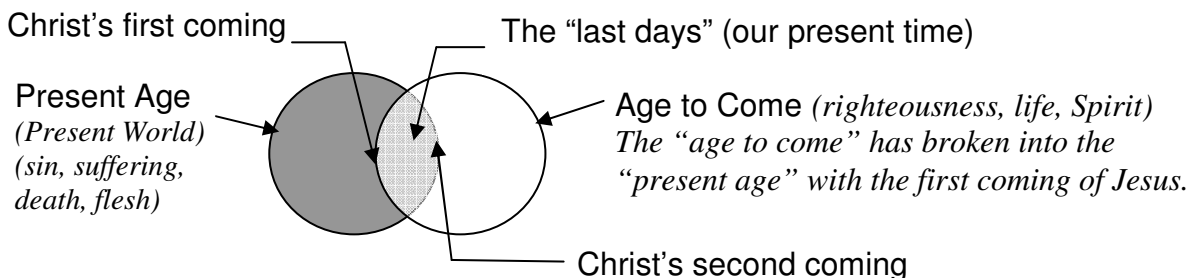 Christ's first coming
The “last days” (our present time)
Present Age
(Present World)
(sin, suffering,
death, flesh)
Age to Come (righteousness, life, Spirit)
The “age to come” has broken into the
“present age” with the first coming of Jesus.
Christ's second coming